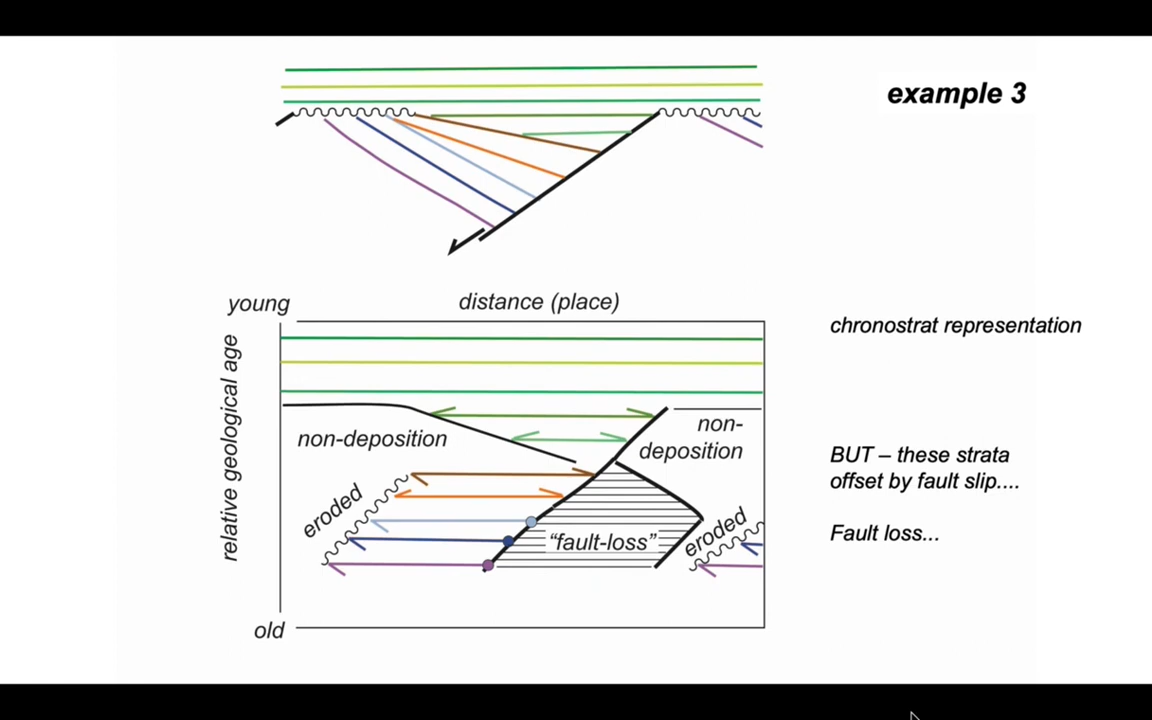 example 3
young
distance (place)
relative geological age
chronostrat representation
non-deposition
non-
deposition
BUT – these strata
offset by fault slip....
eroded
eroded
"fault-loss"
Fault loss...
old